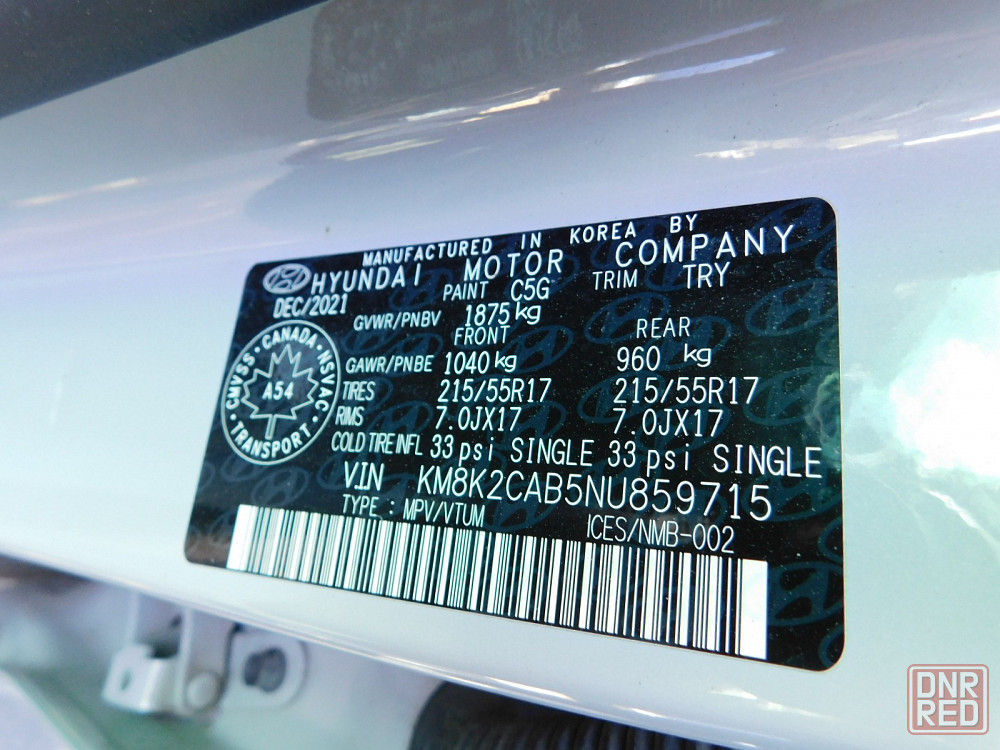 MANUFACTURED IN KOREA BY
HYUNDAI MOTOR COMPANY
DEC/2021 PAINT C5G TRIM TRY
GVWR/PNBV 1875 kg
FRONT REAR
GAWR/PNBE 1040 kg 960 kg
TIRES 215/55R17 215/55R17
RIMS 7.0JX17 7.0JX17
COLD TIRE INFL 33 psi SINGLE 33 psi SINGLE
V.I.N KM8K2CAB5NU859715
TYPE : MPV/VTUM ICES/NMB-002
CMVSS · CANADA · NSVAC · TRANSPORT ·
A54
DNR
RED